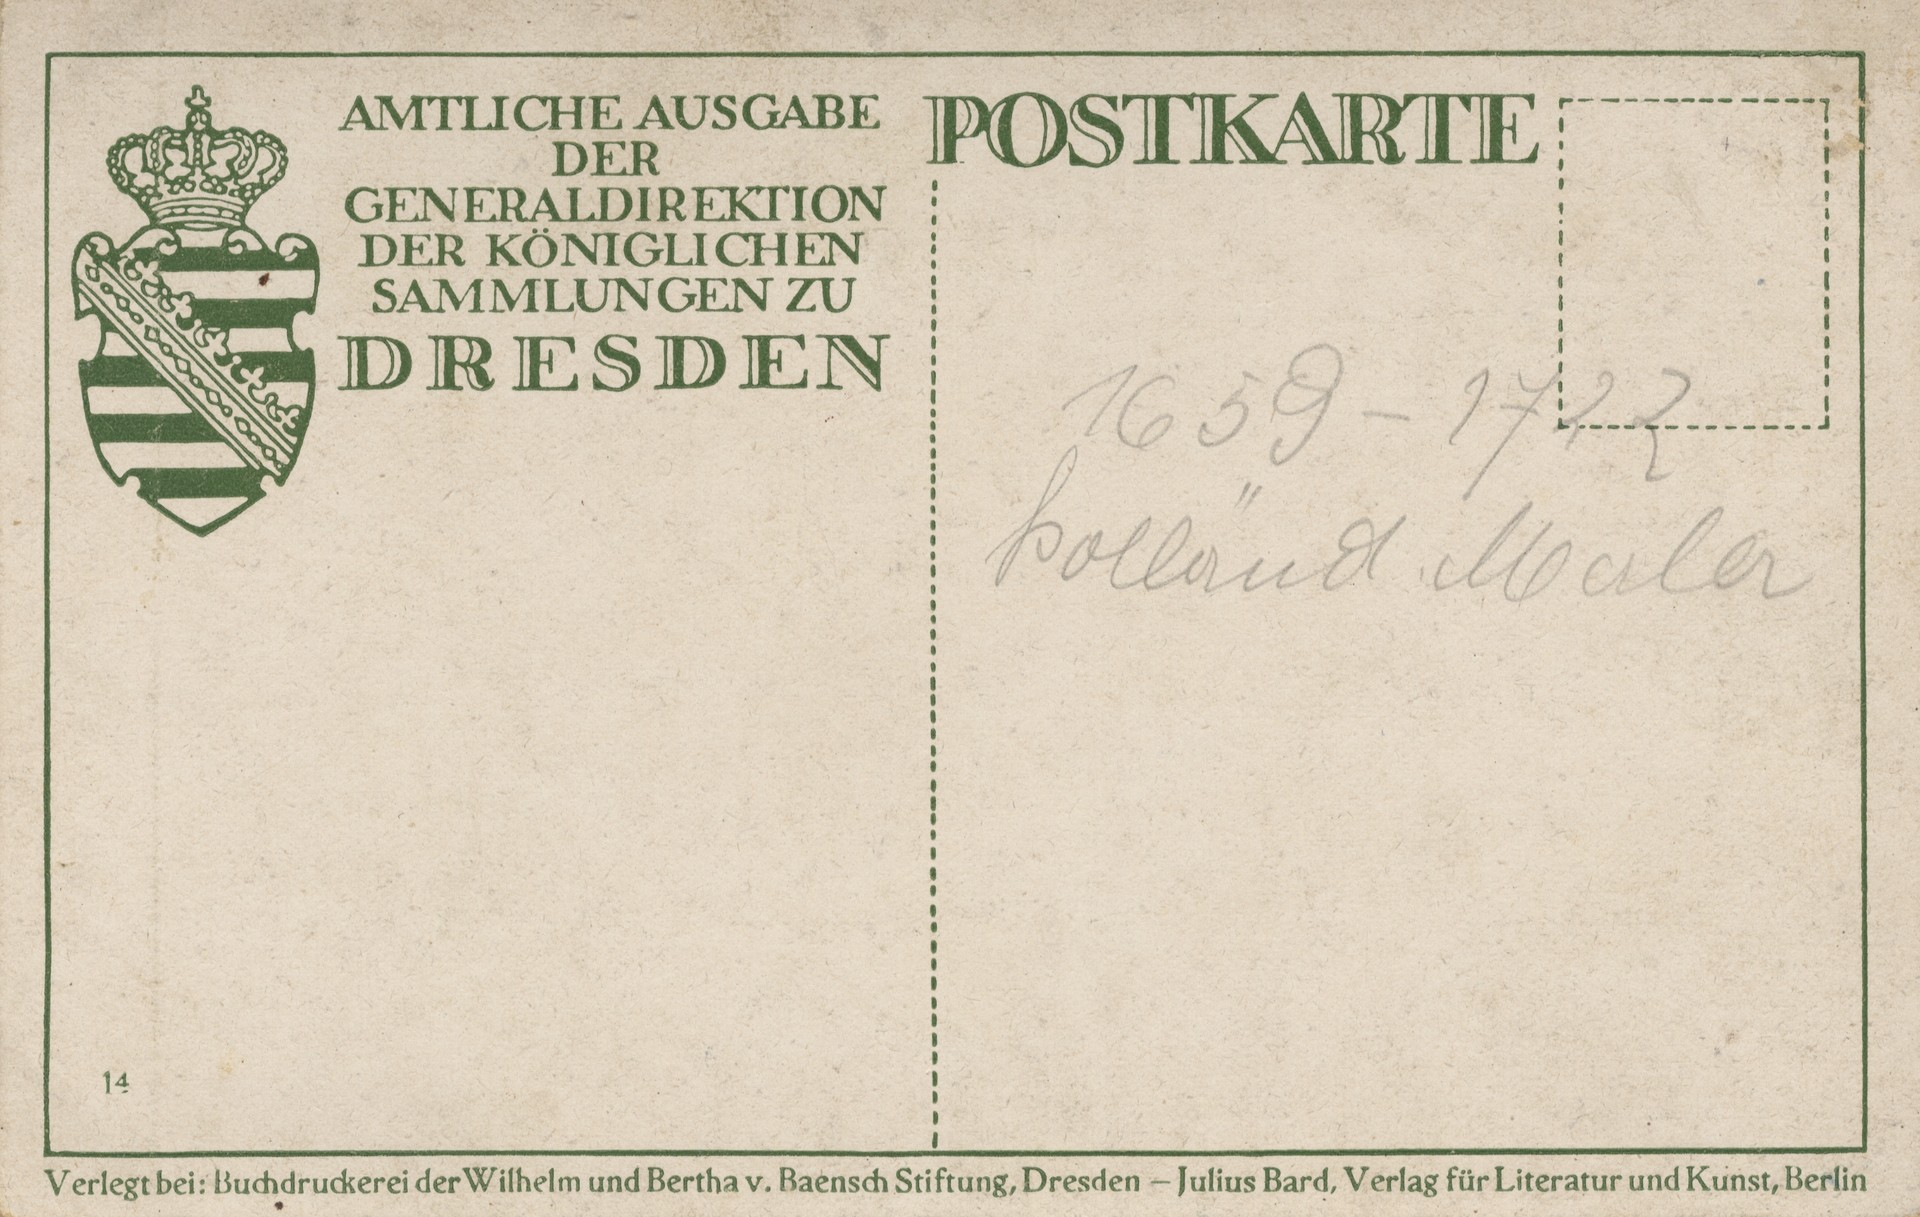 AMTLICHE AUSGABE
DER
GENERALDIREKTION
DER KÖNIGLICHEN
SAMMLUNGEN ZU
DRESDEN
POSTKARTE
1659 - 1722
holländ Maler
14
Verlegt bei: Buchdruckerei der Wilhelm und Bertha v. Baensch Stiftung, Dresden – Julius Bard, Verlag für Literatur und Kunst, Berlin